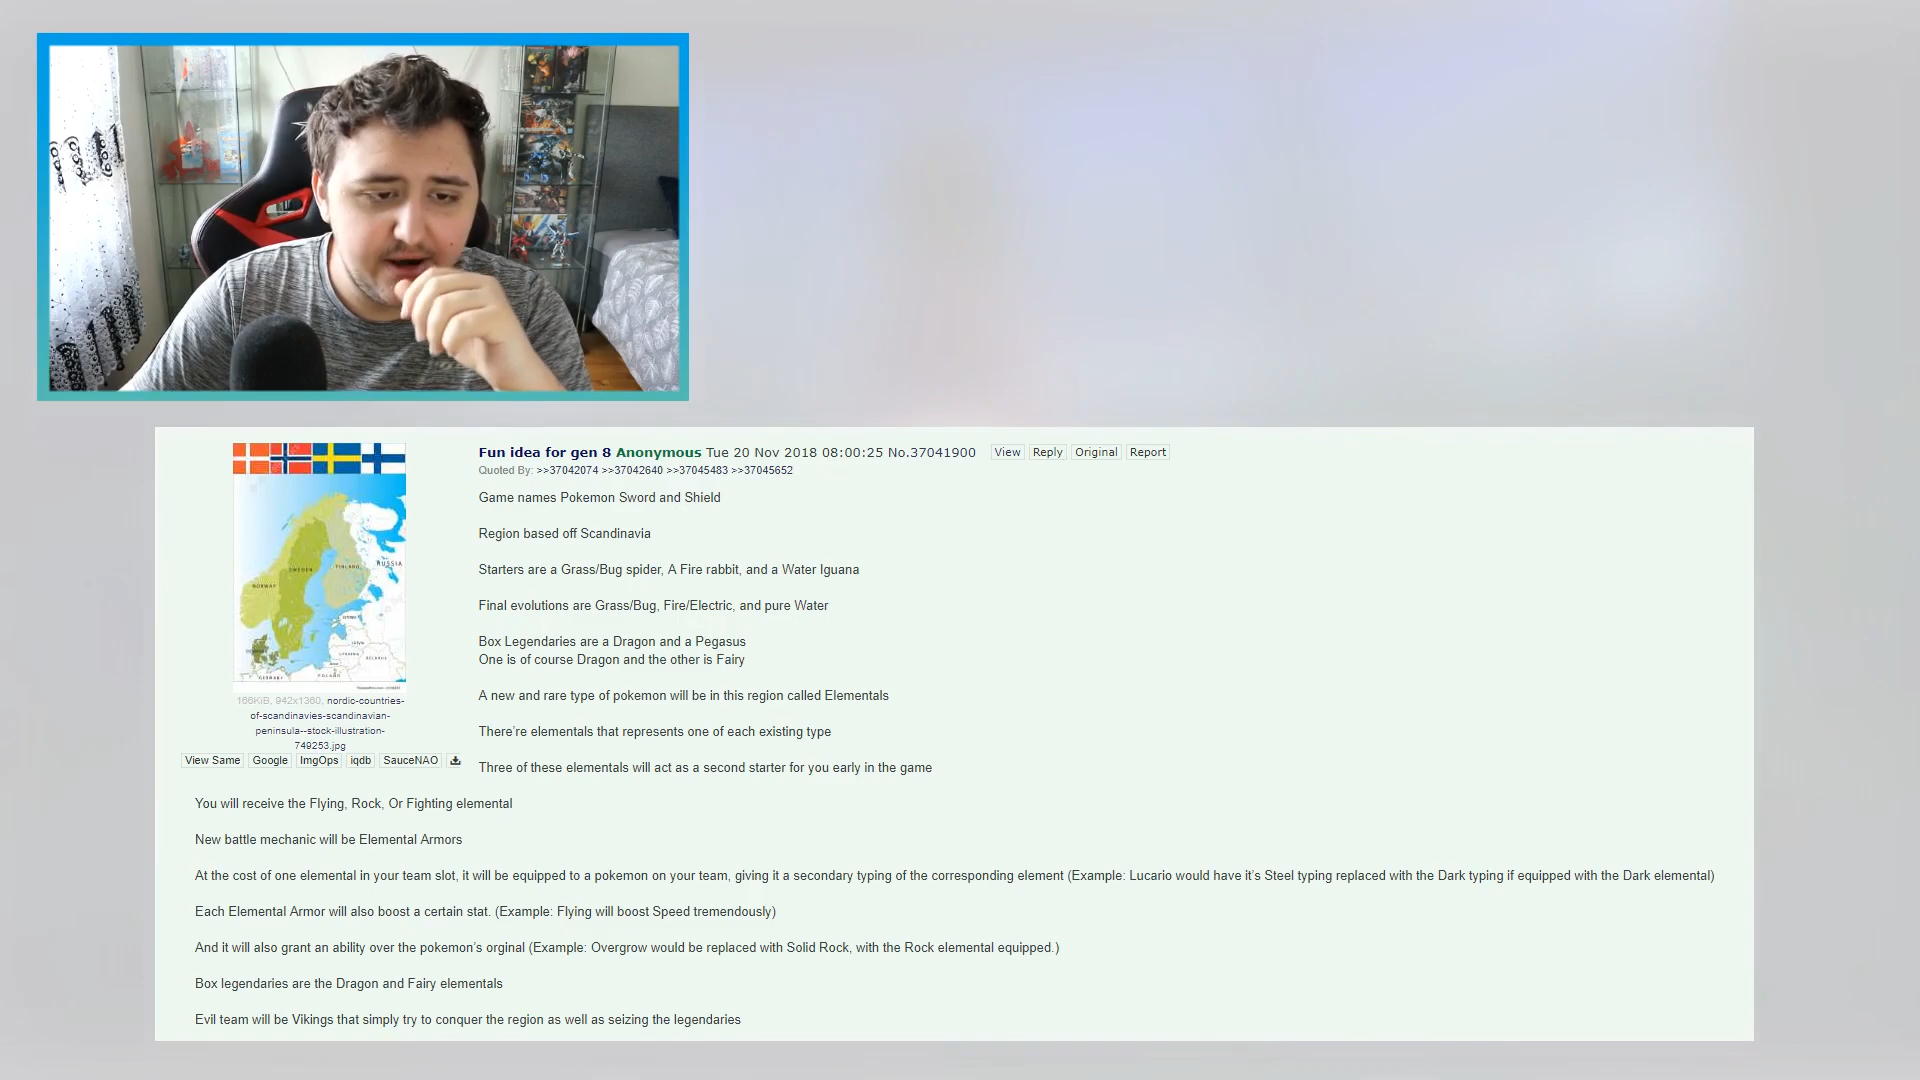 Fun idea for gen 8 Anonymous Tue 20 Nov 2018 08:00:25 No.37041900 View Reply Original Report
Quoted By: >>37042074 >>37042640 >>37045483 >>37045652
Game names Pokemon Sword and Shield
Region based off Scandinavia
Starters are a Grass/Bug spider, A Fire rabbit, and a Water Iguana
Final evolutions are Grass/Bug, Fire/Electric, and pure Water
Box Legendaries are a Dragon and a Pegasus
One is of course Dragon and the other is Fairy
A new and rare type of pokemon will be in this region called Elementals
There're elementals that represents one of each existing type
Three of these elementals will act as a second starter for you early in the game
NORWAY
SWEDEN
FINLAND
RUSSIA
GERMANY
POLAND
166KiB, 942x1360, nordic-countries-
of-scandinavies-scandinavian-
peninsula--stock-illustration-
749253.jpg
View Same Google ImgOps iqdb SauceNAO
You will receive the Flying, Rock, Or Fighting elemental
New battle mechanic will be Elemental Armors
At the cost of one elemental in your team slot, it will be equipped to a pokemon on your team, giving it a secondary typing of the corresponding element (Example: Lucario would have it's Steel typing replaced with the Dark typing if equipped with the Dark elemental)
Each Elemental Armor will also boost a certain stat. (Example: Flying will boost Speed tremendously)
And it will also grant an ability over the pokemon's orginal (Example: Overgrow would be replaced with Solid Rock, with the Rock elemental equipped.)
Box legendaries are the Dragon and Fairy elementals
Evil team will be Vikings that simply try to conquer the region as well as seizing the legendaries